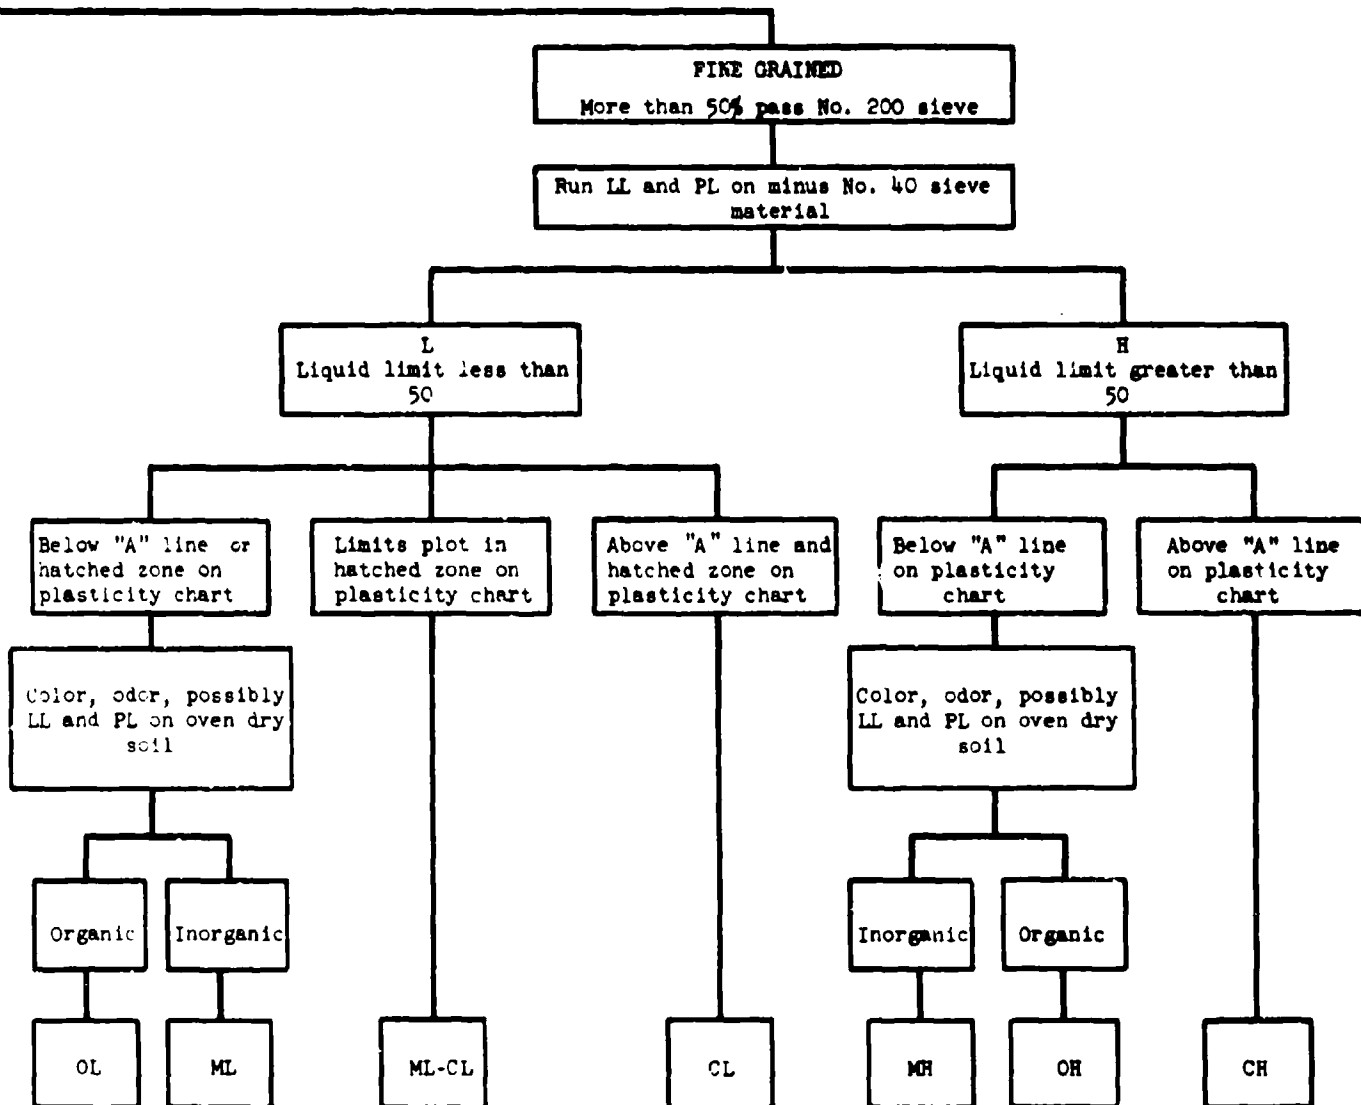 FINE GRAINED
More than 50% pass No. 200 sieve
Run LL and PL on minus No. 40 sieve
material
L
Liquid limit less than
50
H
Liquid limit greater than
50
Below "A" line or
hatched zone on
plasticity chart
Limits plot in
hatched zone on
plasticity chart
Above "A" line and
hatched zone on
plasticity chart
Below "A" line
on plasticity
chart
Above "A" line
on plasticity
chart
Color, odor, possibly
LL and PL on oven dry
soil
Color, odor, possibly
LL and PL on oven dry
soil
Organic
Inorganic
Inorganic
Organic
OL
ML
ML-CL
CL
MH
OH
CH